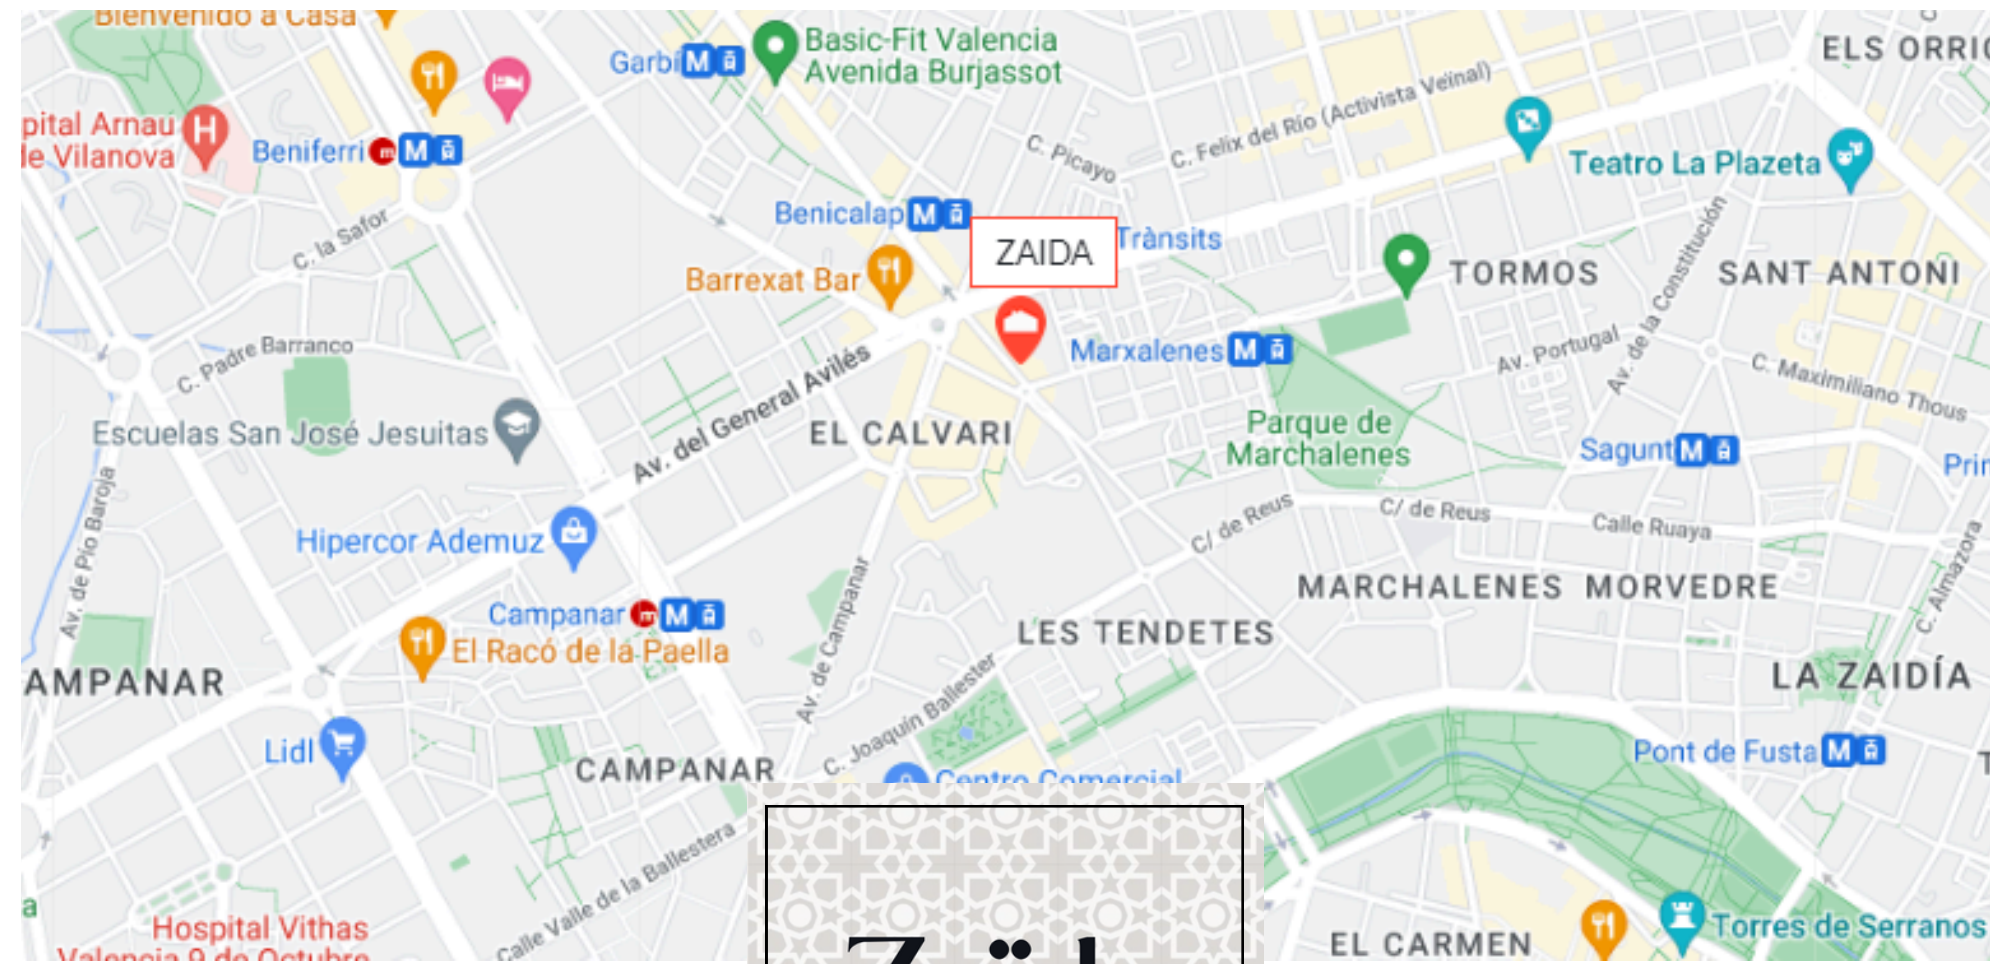 Bienvenido a Casa
Garbí
Basic-Fit Valencia
Avenida Burjassot
ELS ORRIO
pital Arnau
de Vilanova
Beniferri
C. Picayo
C. Felix del Río (Activista Veïnal)
Teatro La Plazeta
C. la Safor
Benicalap
ZAIDA
Trànsits
Barrexat Bar
TORMOS
SANT ANTONI
Av. de la Constitución
C. Padre Barranco
Marxalenes
Av. Portugal
C. Maximiliano Thous
Av. del General Avilés
Escuelas San José Jesuitas
EL CALVARI
Parque de
Marchalenes
Sagunt
Prin
Av. de Pío Baroja
Hipercor Ademuz
C/ de Reus
C/ de Reus
Calle Ruaya
C. Almazora
Campanar
El Racó de la Paella
Av. de Campanar
LES TENDETES
MARCHALENES
MORVEDRE
AMPANAR
LA ZAIDÍA
C. Joaquín Ballester
Lidl
CAMPANAR
Centro Comercial
Pont de Fusta
Calle Valle de la Ballestera
a
Hospital Vithas
Valencia 9 de Octubre
EL CARMEN
Torres de Serranos